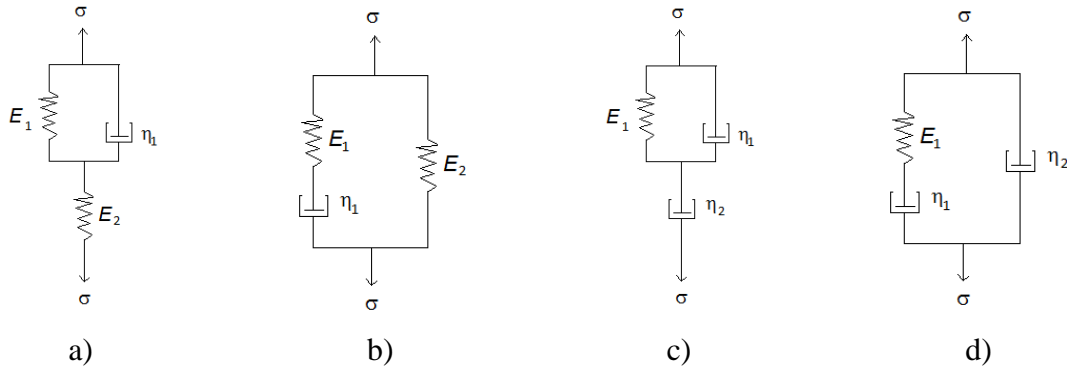 σ σ σ σ
E₁ η₁ E₂ σ
a)
E₁ η₁ E₂ σ
b)
E₁ η₁ η₂ σ
c)
E₁ η₁ η₂ σ
d)